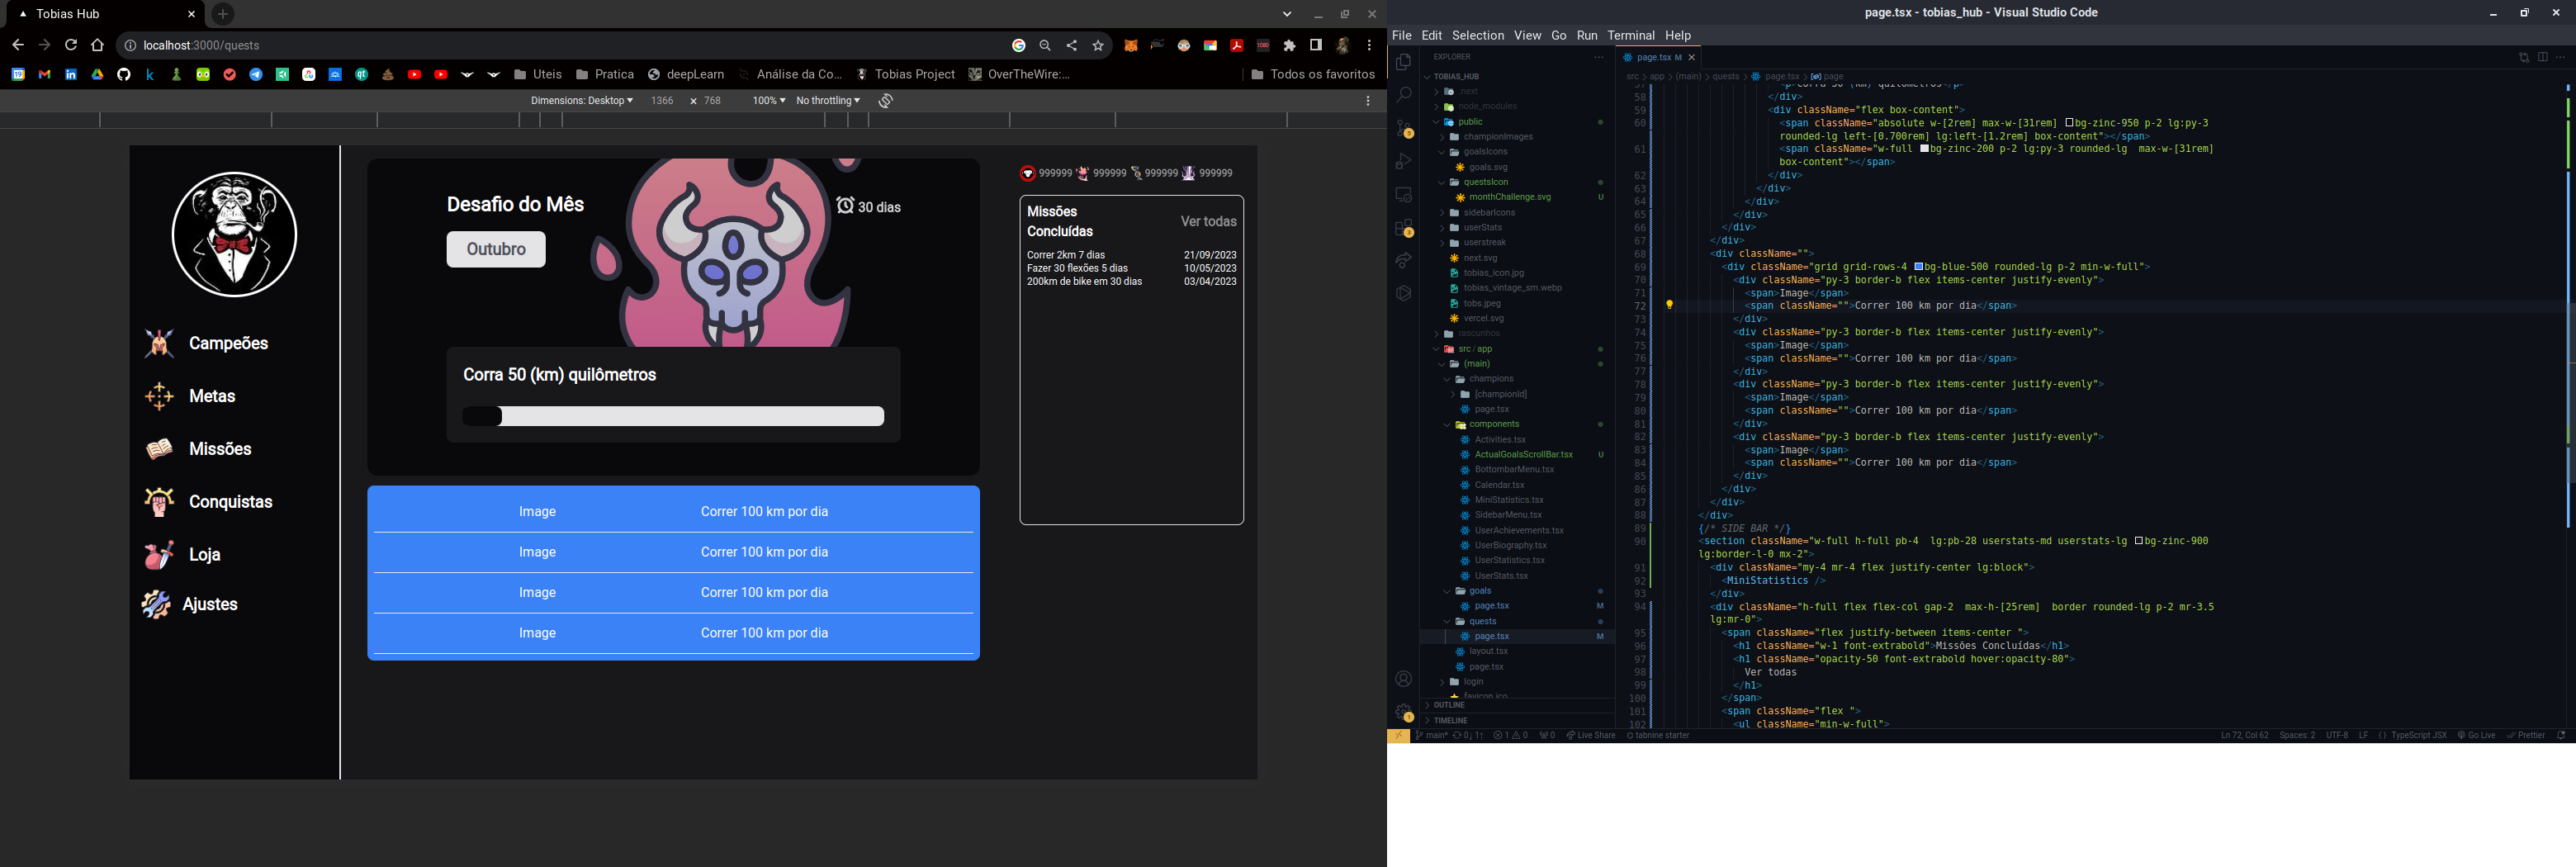 Tobias Hub
localhost:3000/quests
Uteis
Pratica
deepLearn
Análise da Co...
Tobias Project
OverTheWire:...
Todos os favoritos
Dimensions: Desktop 1366 × 768 100% No throttling
Campeões
Metas
Missões
Conquistas
Loja
Ajustes
Desafio do Mês
30 dias
Outubro
Corra 50 (km) quilômetros
Image Correr 100 km por dia
Image Correr 100 km por dia
Image Correr 100 km por dia
Image Correr 100 km por dia
999999 999999 999999 999999
Missões
Concluídas
Ver todas
Correr 2km 7 dias 21/09/2023
Fazer 30 flexões 5 dias 10/05/2023
200km de bike em 30 dias 03/04/2023
page.tsx - tobias_hub - Visual Studio Code
File Edit Selection View Go Run Terminal Help
EXPLORER
TOBIAS_HUB
.next
node_modules
public
championImages
goalsIcons
goals.svg
questsIcon
monthChallenge.svg U
sidebarIcons
userStats
userstreak
next.svg
tobias_icon.jpg
tobias_vintage_sm.webp
tobs.jpeg
vercel.svg
rascunhos
src / app
(main)
champions
[championId]
page.tsx
components
Activities.tsx
ActualGoalsScrollBar.tsx U
BottombarMenu.tsx
Calendar.tsx
MiniStatistics.tsx
SidebarMenu.tsx
UserAchievements.tsx
UserBiography.tsx
UserStatistics.tsx
UserStats.tsx
goals
page.tsx M
quests
page.tsx M
layout.tsx
page.tsx
login
favicon.ico
OUTLINE
TIMELINE
page.tsx M
src > app > (main) > quests > page.tsx > page
57 <p>Corra 50 (km) quilômetros</p>
58 </div>
59 <div className="flex box-content">
60 <span className="absolute w-[2rem] max-w-[31rem] bg-zinc-950 p-2 lg:py-3
rounded-lg left-[0.700rem] lg:left-[1.2rem] box-content"></span>
61 <span className="w-full bg-zinc-200 p-2 lg:py-3 rounded-lg  max-w-[31rem]
box-content"></span>
62 </div>
63 </div>
64 </div>
65 </div>
66 </div>
67 </div>
68 <div className="">
69 <div className="grid grid-rows-4 bg-blue-500 rounded-lg p-2 min-w-full">
70 <div className="py-3 border-b flex items-center justify-evenly">
71 <span>Image</span>
72 <span className="">Correr 100 km por dia</span>
73 </div>
74 <div className="py-3 border-b flex items-center justify-evenly">
75 <span>Image</span>
76 <span className="">Correr 100 km por dia</span>
77 </div>
78 <div className="py-3 border-b flex items-center justify-evenly">
79 <span>Image</span>
80 <span className="">Correr 100 km por dia</span>
81 </div>
82 <div className="py-3 border-b flex items-center justify-evenly">
83 <span>Image</span>
84 <span className="">Correr 100 km por dia</span>
85 </div>
86 </div>
87 </div>
88 </div>
89 {/* SIDE BAR */}
90 <section className="w-full h-full pb-4  lg:pb-28 userstats-md userstats-lg bg-zinc-900
lg:border-l-0 mx-2">
91 <div className="my-4 mr-4 flex justify-center lg:block">
92 <MiniStatistics />
93 </div>
94 <div className="h-full flex flex-col gap-2  max-h-[25rem]  border rounded-lg p-2 mr-3.5
lg:mr-0">
95 <span className="flex justify-between items-center ">
96 <h1 className="w-1 font-extrabold">Missões Concluídas</h1>
97 <h1 className="opacity-50 font-extrabold hover:opacity-80">
98 Ver todas
99 </h1>
100 </span>
101 <span className="flex ">
102 <ul className="min-w-full">
main* 0↓ 1↑ 1 0 0 Live Share tabnine starter
Ln 72, Col 62 Spaces: 2 UTF-8 LF TypeScript JSX Go Live Prettier